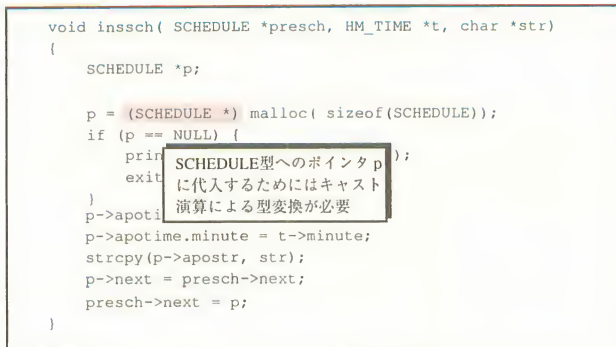 void inssch( SCHEDULE *presch, HM_TIME *t, char *str)
{
SCHEDULE *p;
p = (SCHEDULE *) malloc( sizeof(SCHEDULE));
if (p == NULL) {
prin );
exit
}
SCHEDULE型へのポインタp
に代入するためにはキャスト
演算による型変換が必要
p->apoti
p->apotime.minute = t->minute;
strcpy(p->apostr, str);
p->next = presch->next;
presch->next = p;
}